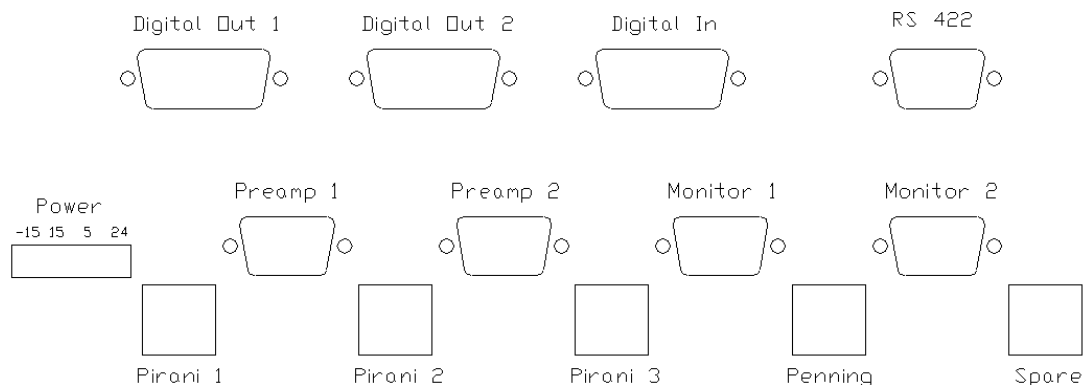 Digital Out 1 Digital Out 2 Digital In RS 422
Preamp 1 Preamp 2 Monitor 1 Monitor 2
Power
-15 15 5 24
Pirani 1 Pirani 2 Pirani 3 Penning Spare